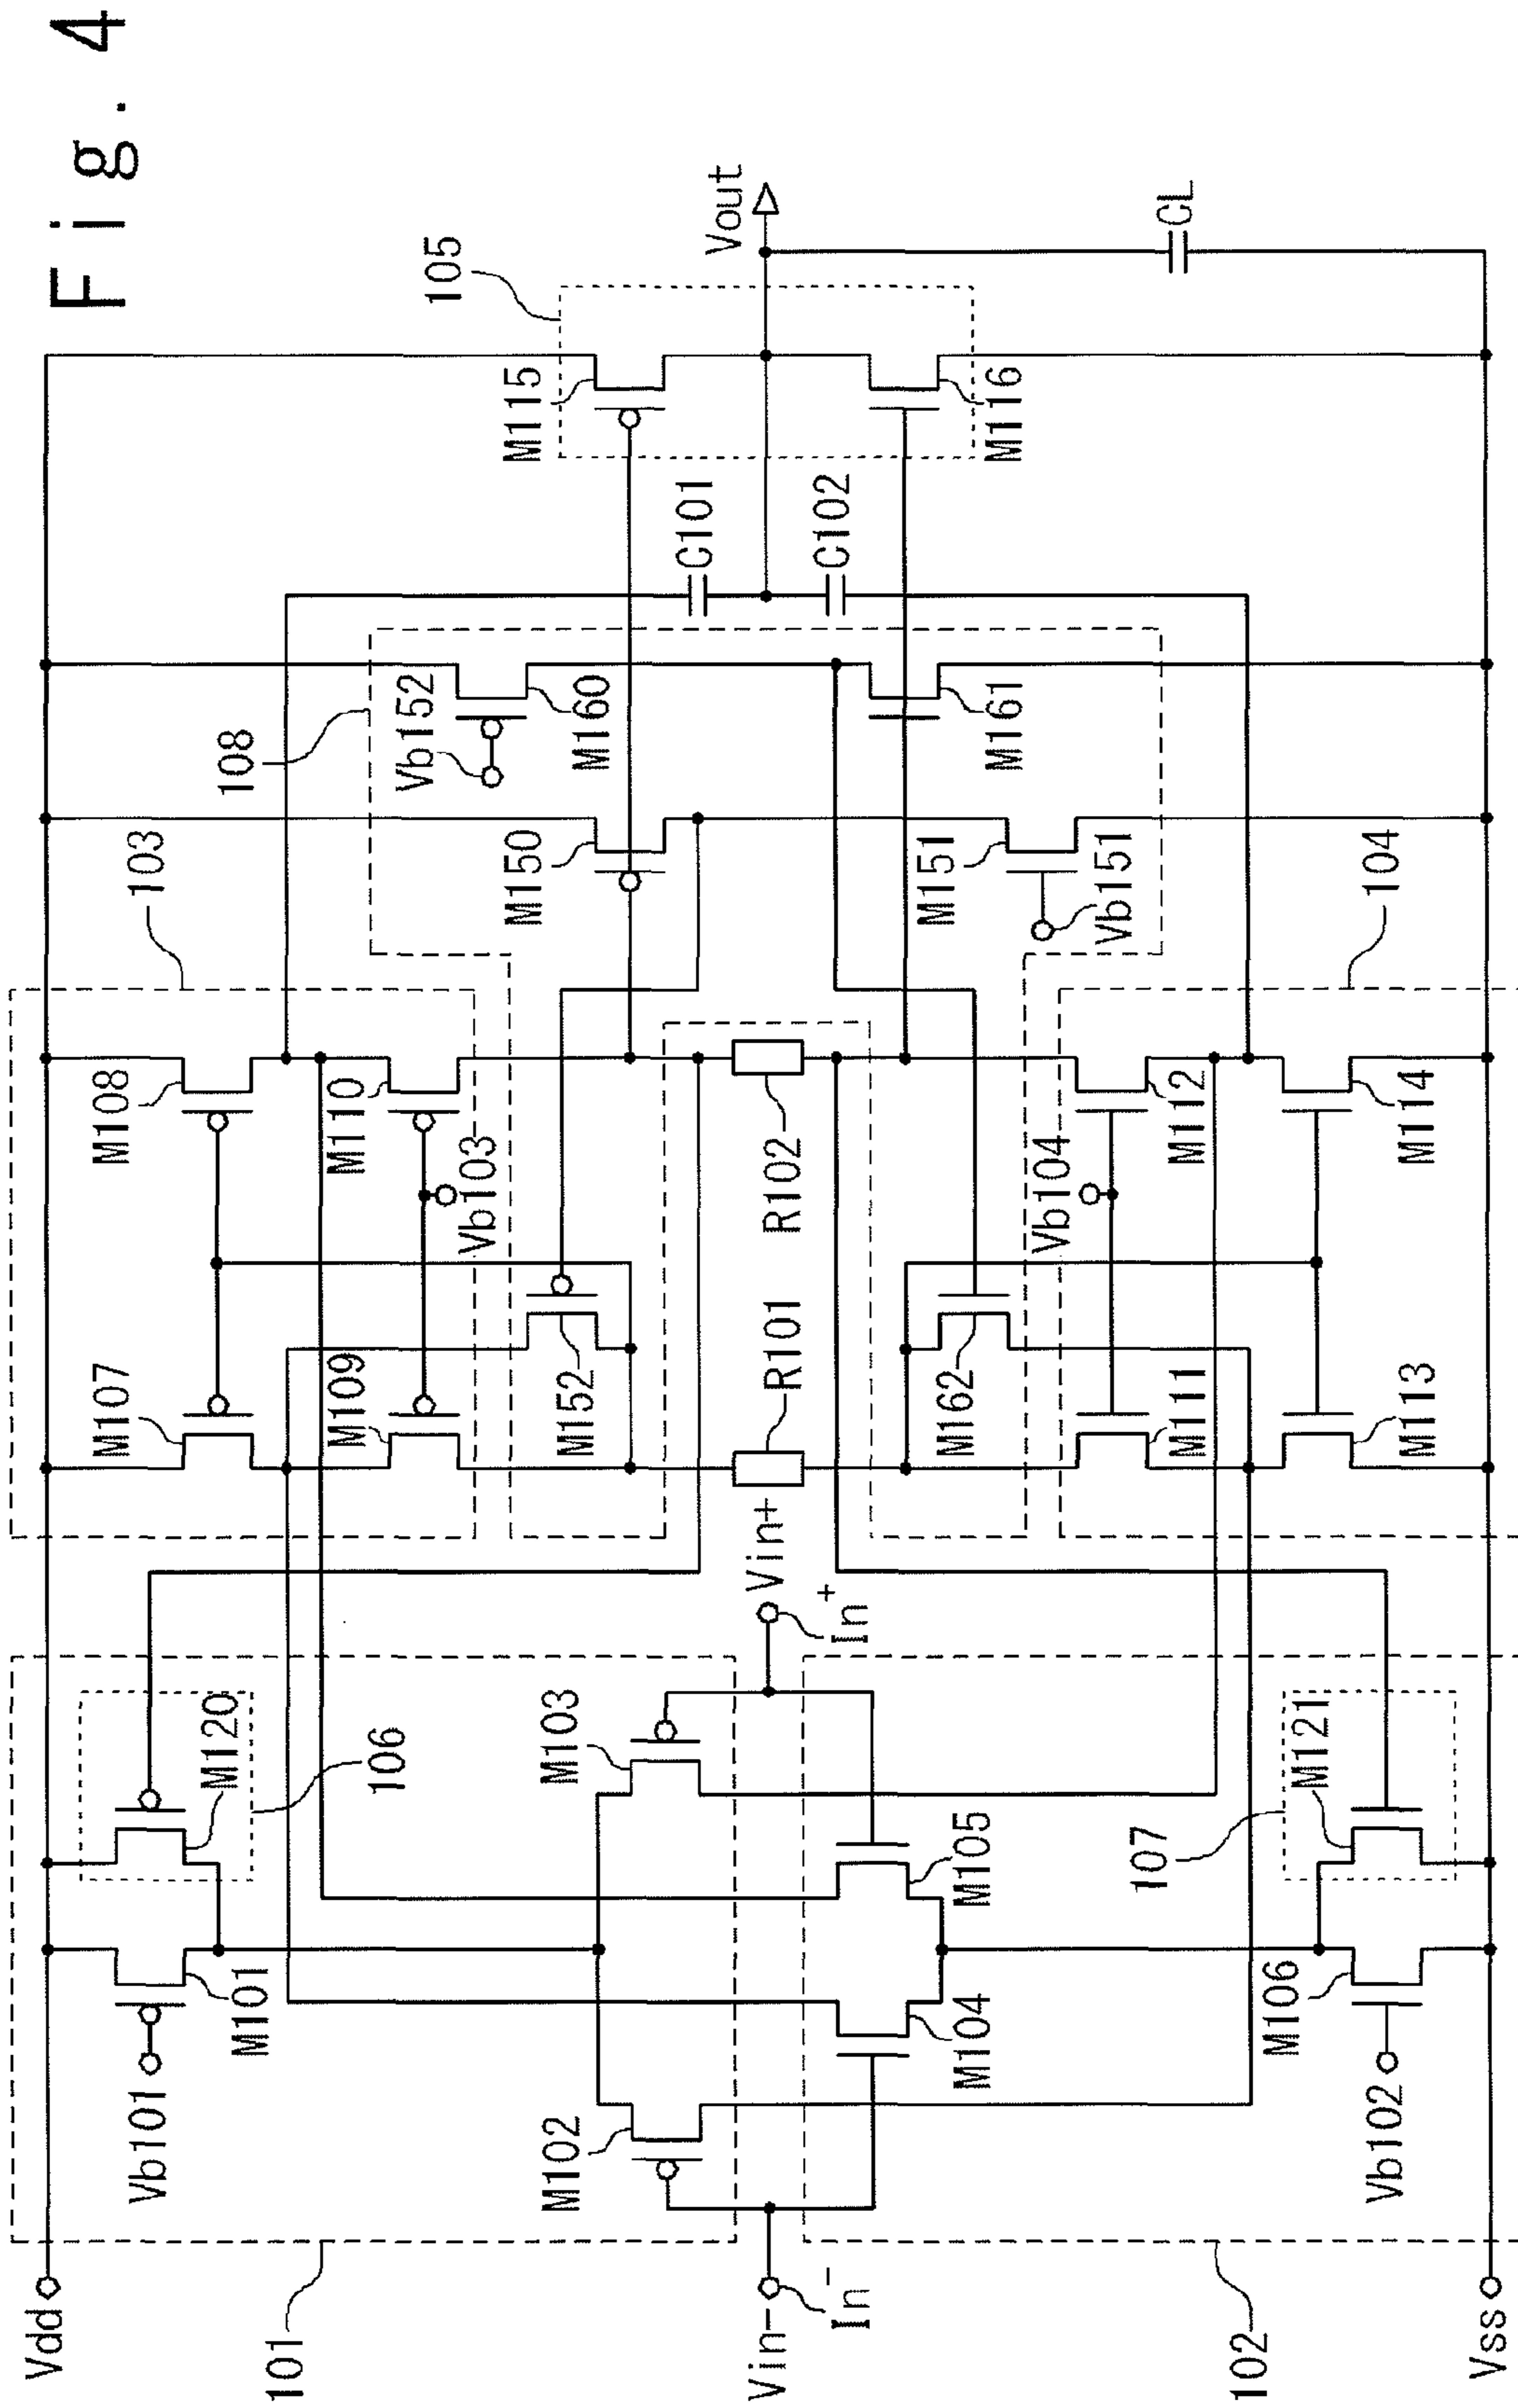 Fig. 4
Vdd
Vb101
M101
M120
106
101
M102
M103
Vin-
In-
Vin+
In+
M104
M105
102
107
M121
M106
Vb102
Vss
103
M107
M108
M109
M110
Vb103
M152
R101
R102
M162
Vb104
M111
M112
M113
M114
104
108
Vb152
M160
M150
M161
M151
Vb151
C101
C102
105
M115
M116
Vout
CL